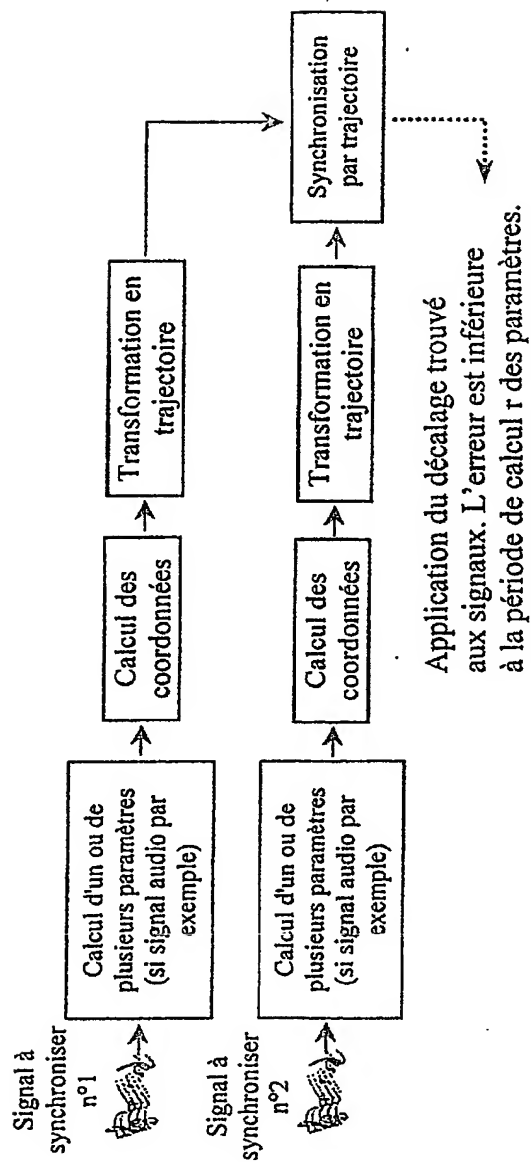 Signal à
synchroniser
n°1
Calcul d'un ou de
plusieurs paramètres
(si signal audio par
exemple)
Calcul des
coordonnées
Transformation en
trajectoire
Signal à
synchroniser
n°2
Calcul d'un ou de
plusieurs paramètres
(si signal audio par
exemple)
Calcul des
coordonnées
Transformation en
trajectoire
Synchronisation
par trajectoire
Application du décalage trouvé
aux signaux. L'erreur est inférieure
à la période de calcul r des paramètres.